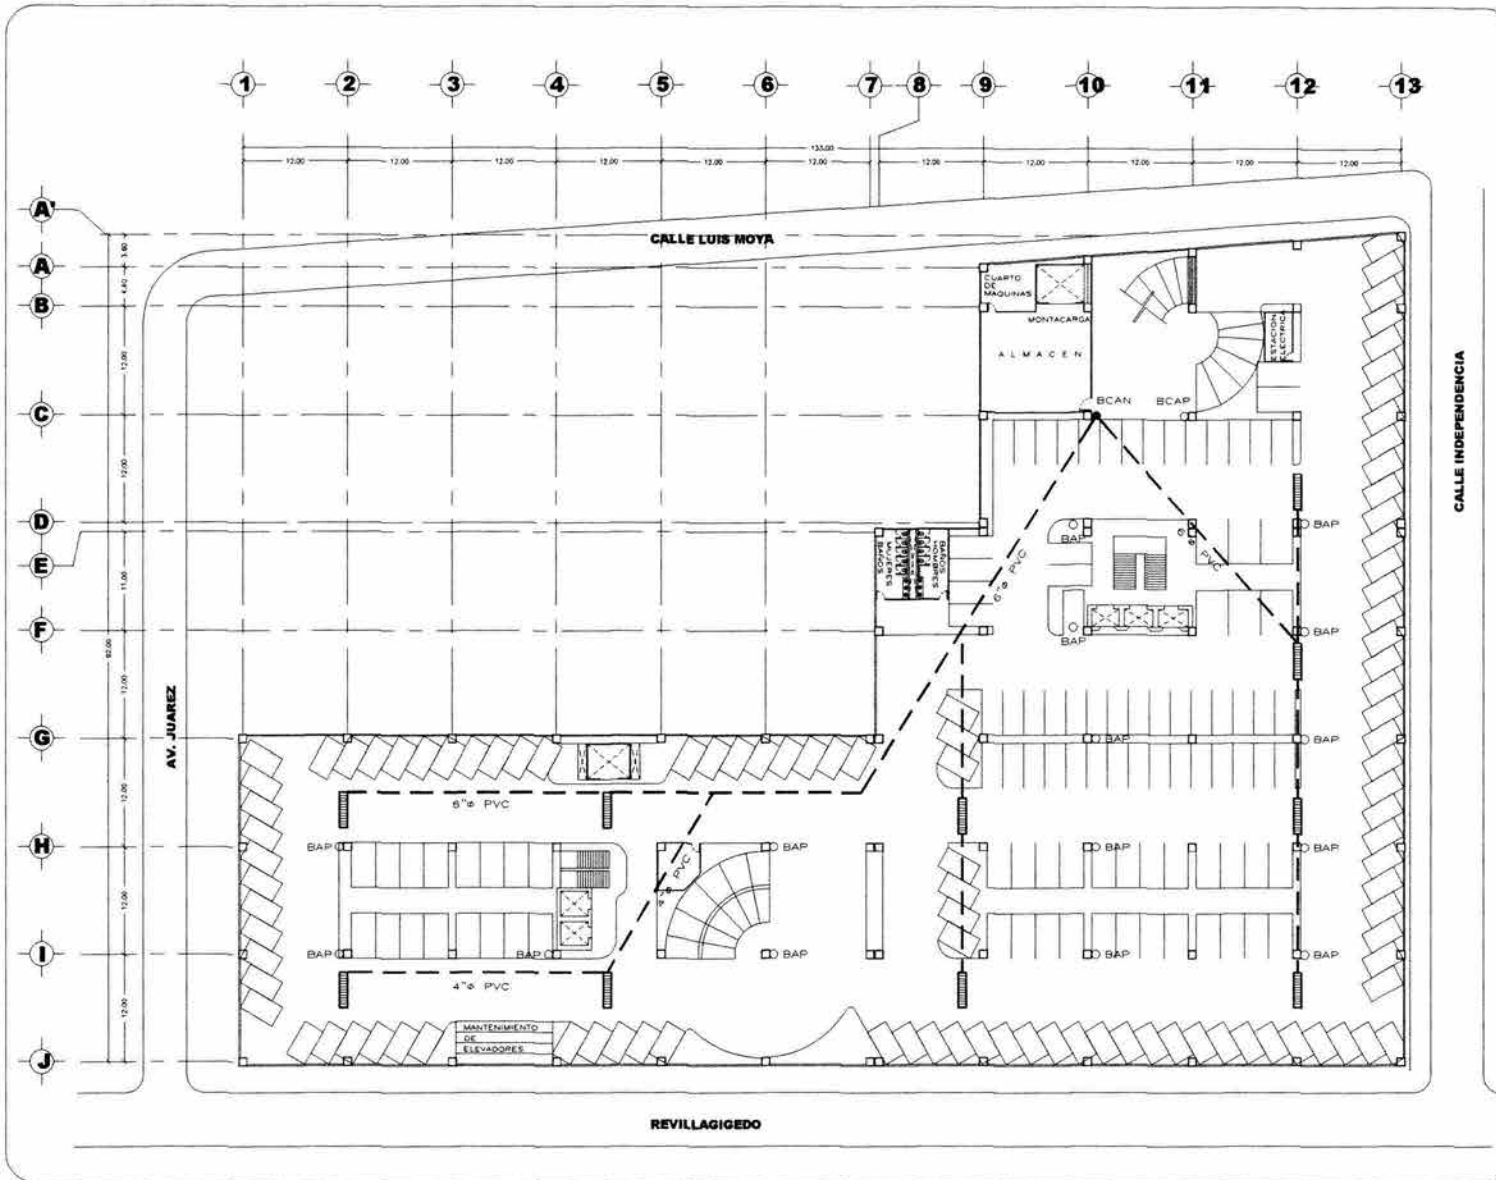 1 2 3 4 5 6 7 8 9 10 11 12 13
133.00
12.00 12.00 12.00 12.00 12.00 12.00 12.00 12.00 12.00 12.00 12.00
A'
CALLE LUIS MOYA
A
B
CUARTO
DE
MAQUINAS
MONTACARGA
ESTACION
ELECTRICA
12.00
ALMACEN
CALLE INDEPENDENCIA
C
BCAN BCAP
12.00
D
BAP BAP
E
BAÑOS
MUJERES
BAÑOS
HOMBRES
PVC
11.00
6"ø PVC
F
BAP BAP
92.00
12.00
AV. JUAREZ
G
BAP BAP
12.00
6"ø PVC
H
BAP BAP BAP BAP
PVC
12.00
I
BAP BAP BAP BAP BAP
4"ø PVC
12.00
MANTENIMIENTO
DE
ELEVADORES
J
REVILLAGIGEDO